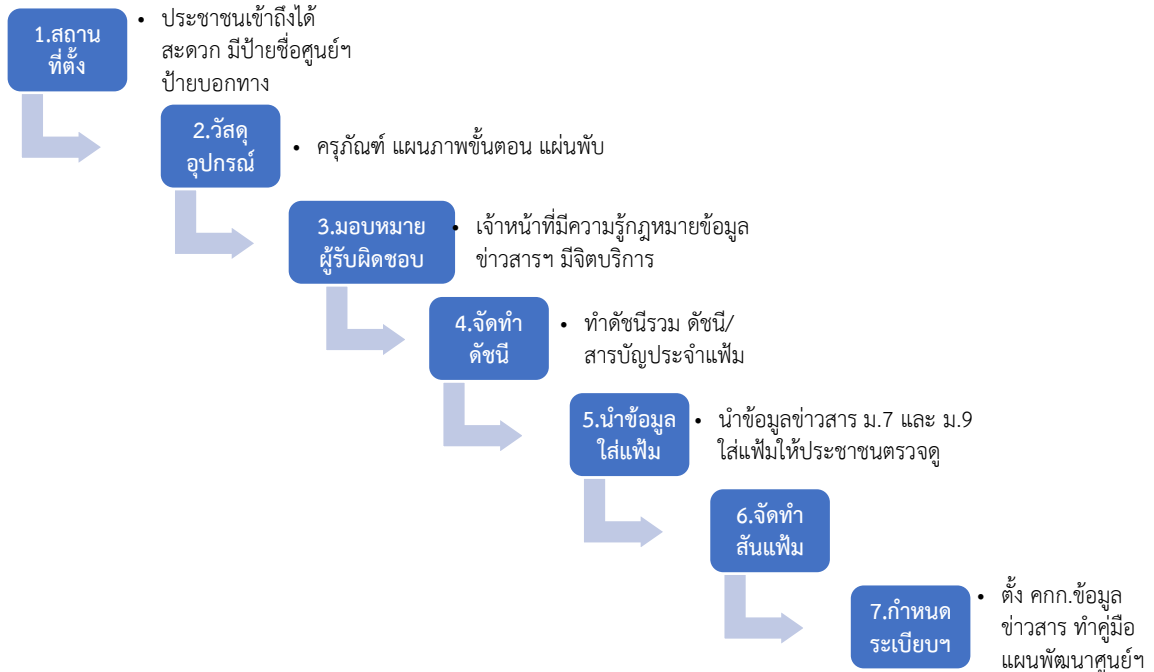 1.สถาน
ที่ตั้ง
• ประชาชนเข้าถึงได้
สะดวก มีป้ายชื่อศูนย์ฯ
ป้ายบอกทาง
2.วัสดุ
อุปกรณ์
• ครุภัณฑ์ แผนภาพขั้นตอน แผ่นพับ
3.มอบหมาย
ผู้รับผิดชอบ
• เจ้าหน้าที่มีความรู้กฎหมายข้อมูล
ข่าวสารฯ มีจิตบริการ
4.จัดทำ
ดัชนี
• ทำดัชนีรวม ดัชนี/
สารบัญประจำแฟ้ม
5.นำข้อมูล
ใส่แฟ้ม
• นำข้อมูลข่าวสาร ม.7 และ ม.9
ใส่แฟ้มให้ประชาชนตรวจดู
6.จัดทำ
สันแฟ้ม
7.กำหนด
ระเบียบฯ
• ตั้ง คกก.ข้อมูล
ข่าวสาร ทำคู่มือ
แผนพัฒนาศูนย์ฯ